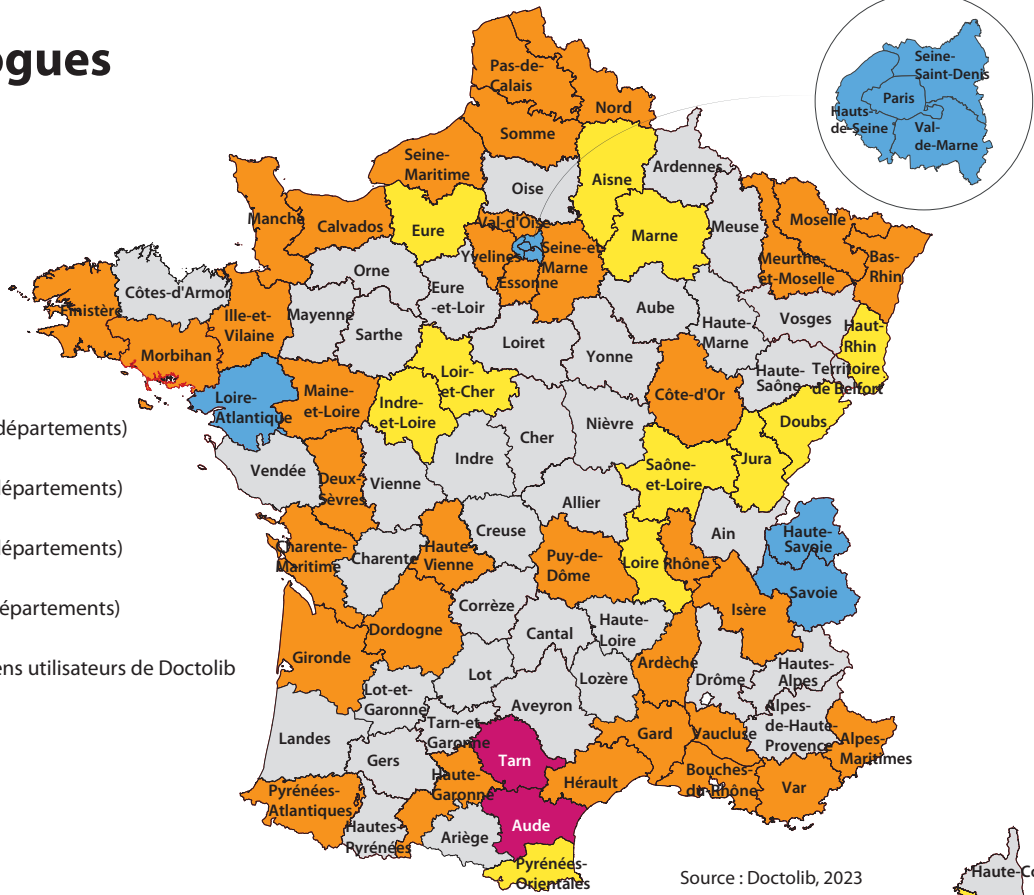 ogues
Seine-
Saint-Denis
Paris
Hauts-
de-Seine
Val-
de-Marne
Pas-de-
Calais
Nord
Somme
Seine-
Maritime
Oise
Aisne
Ardennes
Manche
Calvados
Eure
Val-d'Oise
Yvelines
Essonne
Seine-et-
Marne
Marne
Meuse
Moselle
Meurthe-
et-Moselle
Bas-
Rhin
Finistère
Côtes-d'Armor
Ille-et-
Vilaine
Morbihan
Orne
Mayenne
Sarthe
Eure
-et-Loir
Loiret
Yonne
Aube
Haute-
Marne
Vosges
Haut-
Rhin
Haute-
Saône
Territoire
de Belfort
Loire-
Atlantique
Maine-
et-Loire
Indre-
et-Loire
Loir-
et-Cher
Cher
Nièvre
Côte-d'Or
Doubs
Jura
Saône-
et-Loire
Vendée
Deux-
Sèvres
Vienne
Indre
Allier
Charente-
Maritime
Charente
Haute-
Vienne
Creuse
Puy-de-
Dôme
Loire
Rhône
Ain
Haute-
Savoie
Savoie
Isère
Gironde
Dordogne
Corrèze
Cantal
Haute-
Loire
Ardèche
Drôme
Hautes-
Alpes
Alpes-
de-Haute-
Provence
Alpes-
Maritimes
Lot
Lot-et-
Garonne
Tarn-et-
Garonne
Aveyron
Lozère
Gard
Vaucluse
Bouches-
du-Rhône
Var
Landes
Gers
Haute-
Garonne
Tarn
Hérault
Aude
Pyrénées-
Atlantiques
Hautes-
Pyrénées
Ariège
Pyrénées-
Orientales
départements)
départements)
départements)
départements)
ens utilisateurs de Doctolib
Source : Doctolib, 2023
Haute-Co